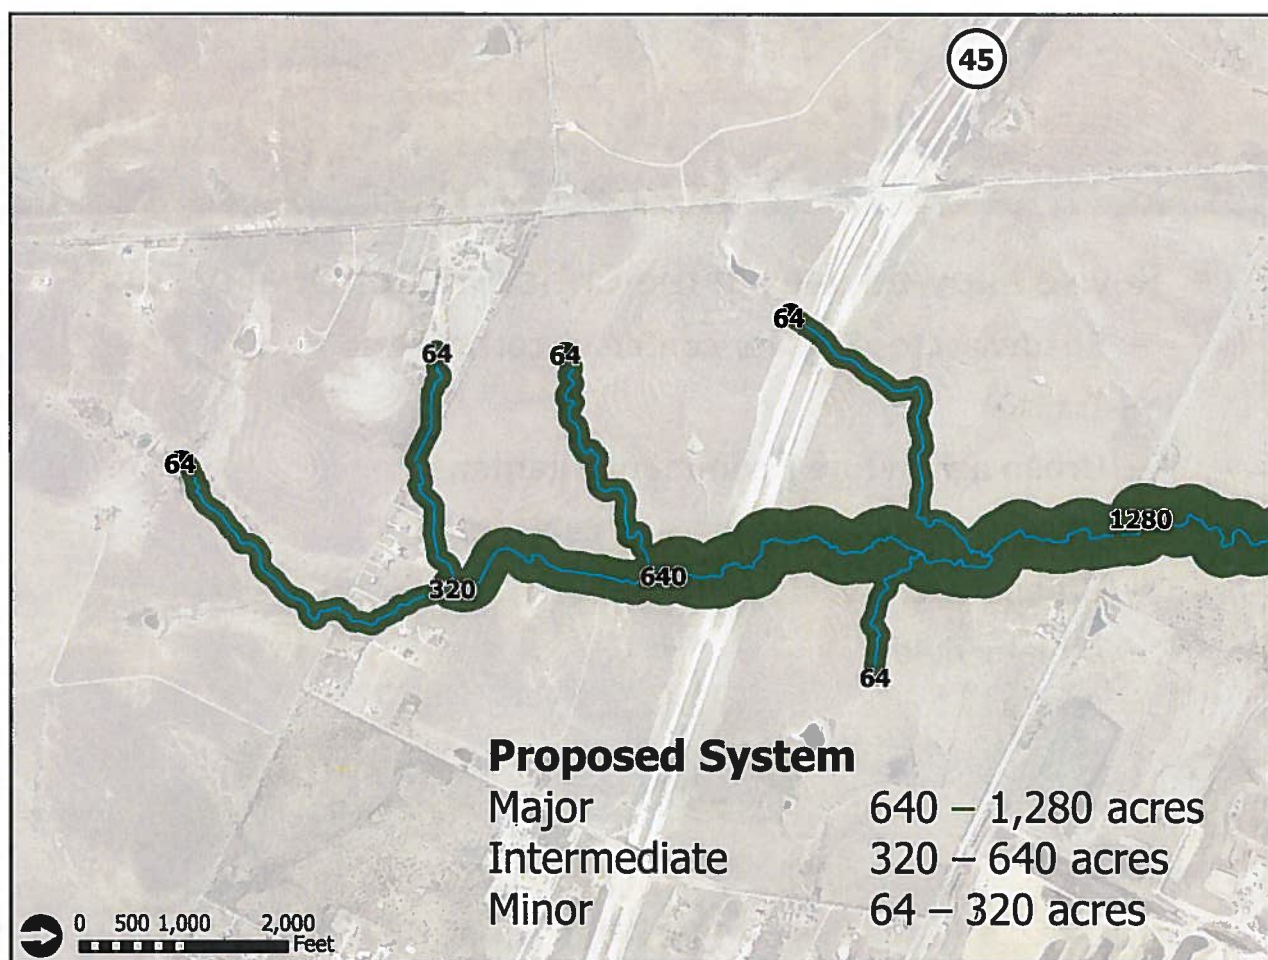 45
64
64
64
64
1280
640
320
64
Proposed System
Major 640 – 1,280 acres
Intermediate 320 – 640 acres
Minor 64 – 320 acres
0 500 1,000 2,000
Feet